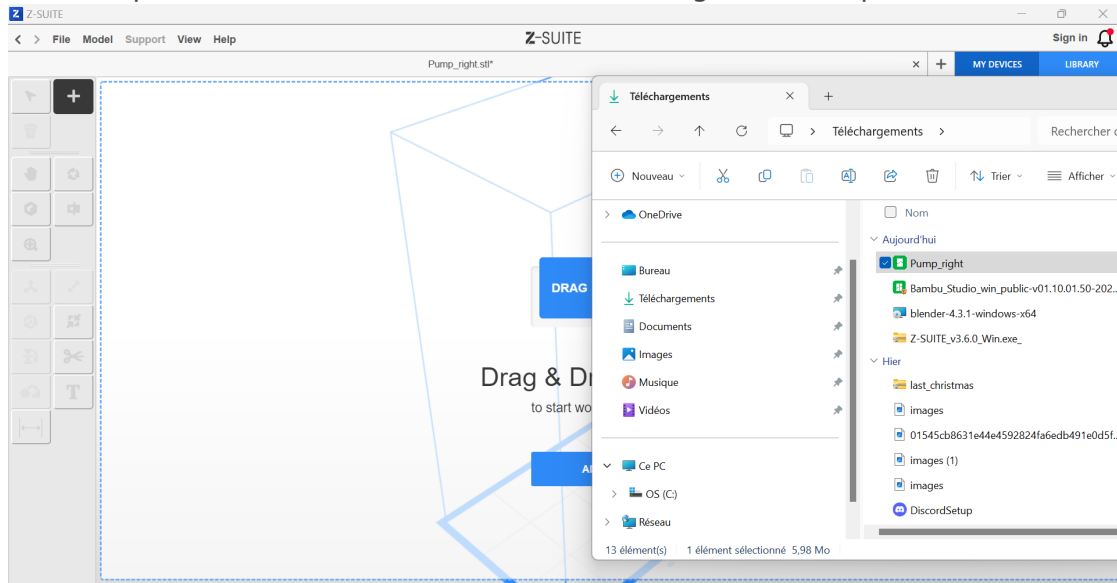 Z-SUITE
File Model Support View Help
Z-SUITE
Sign in
Pump_right.stl*
MY DEVICES
LIBRARY
DRAG
Drag & Dr
to start wo
Téléchargements
Téléchargements
Rechercher
Nouveau
Trier
Afficher
OneDrive
Bureau
Téléchargements
Documents
Images
Musique
Vidéos
Ce PC
OS (C:)
Réseau
Nom
Aujourd'hui
Pump_right
Bambu_Studio_win_public-v01.10.01.50-202...
blender-4.3.1-windows-x64
Z-SUITE_v3.6.0_Win.exe_
Hier
last_christmas
images
01545cb8631e44e4592824fa6edb491e0d5f...
images (1)
images
DiscordSetup
13 élément(s)
1 élément sélectionné 5,98 Mo